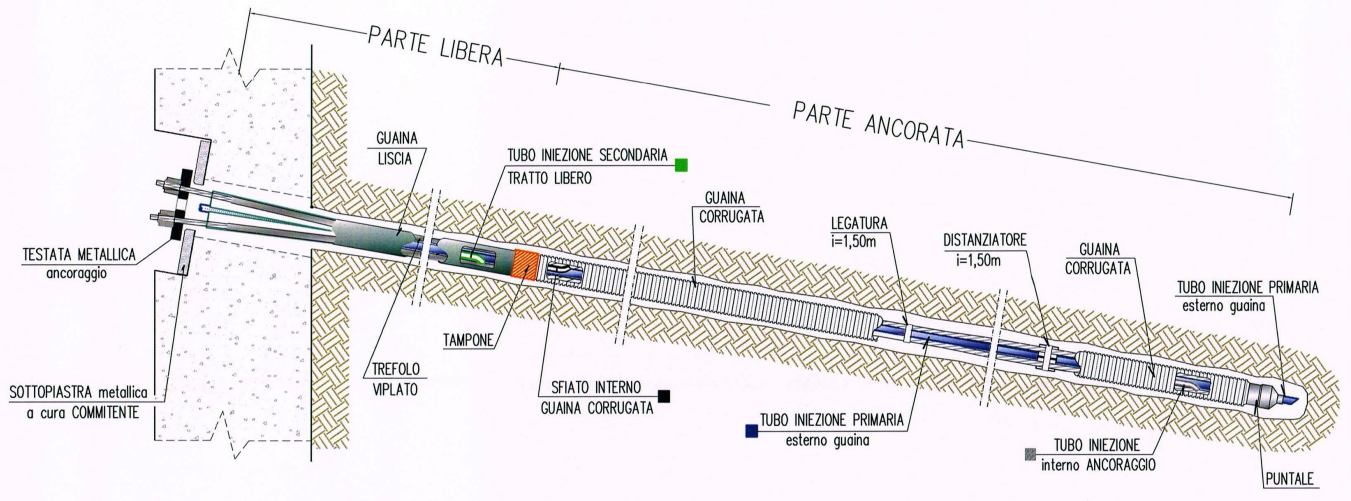 PARTE LIBERA
PARTE ANCORATA
GUAINA
LISCIA
TUBO INIEZIONE SECONDARIA
TRATTO LIBERO
GUAINA
CORRUGATA
LEGATURA
i=1,50m
DISTANZIATORE
i=1,50m
GUAINA
CORRUGATA
TUBO INIEZIONE PRIMARIA
esterno guaina
TESTATA METALLICA
ancoraggio
SOTTOPIASTRA metallica
a cura COMMITENTE
TREFOLO
VIPLATO
TAMPONE
SFIATO INTERNO
GUAINA CORRUGATA
TUBO INIEZIONE PRIMARIA
esterno guaina
TUBO INIEZIONE
interno ANCORAGGIO
PUNTALE